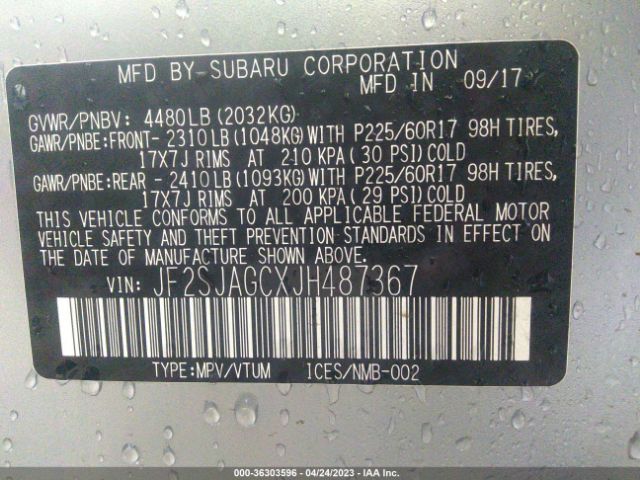 MFD BY SUBARU CORPORATION
MFD IN 09/17
GVWR/PNBV: 4480LB (2032KG)
GAWR/PNBE:FRONT- 2310LB (1048KG)WITH P225/60R17 98H TIRES,
17X7J RIMS AT 210 KPA( 30 PSI)COLD
GAWR/PNBE:REAR - 2410LB(1093KG)WITH P225/60R17 98H TIRES,
17X7J RIMS AT 200 KPA( 29 PSI)COLD
THIS VEHICLE CONFORMS TO ALL APPLICABLE FEDERAL MOTOR
VEHICLE SAFETY AND THEFT PREVENTION STANDARDS IN EFFECT ON
THE DATE OF MANUFACTURE SHOWN ABOVE.
VIN: JF2SJAGCXJH487367
TYPE:MPV/VTUM ICES/NMB-002
000-36303596 - 04/24/2023 - IAA Inc.